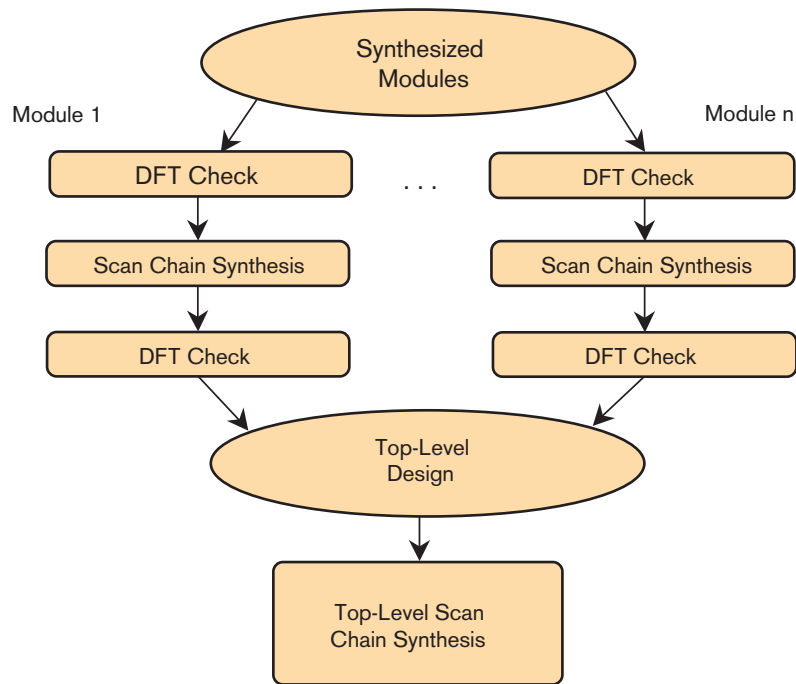 Synthesized
Modules
Module 1
Module n
DFT Check
. . .
DFT Check
Scan Chain Synthesis
Scan Chain Synthesis
DFT Check
DFT Check
Top-Level
Design
Top-Level Scan
Chain Synthesis